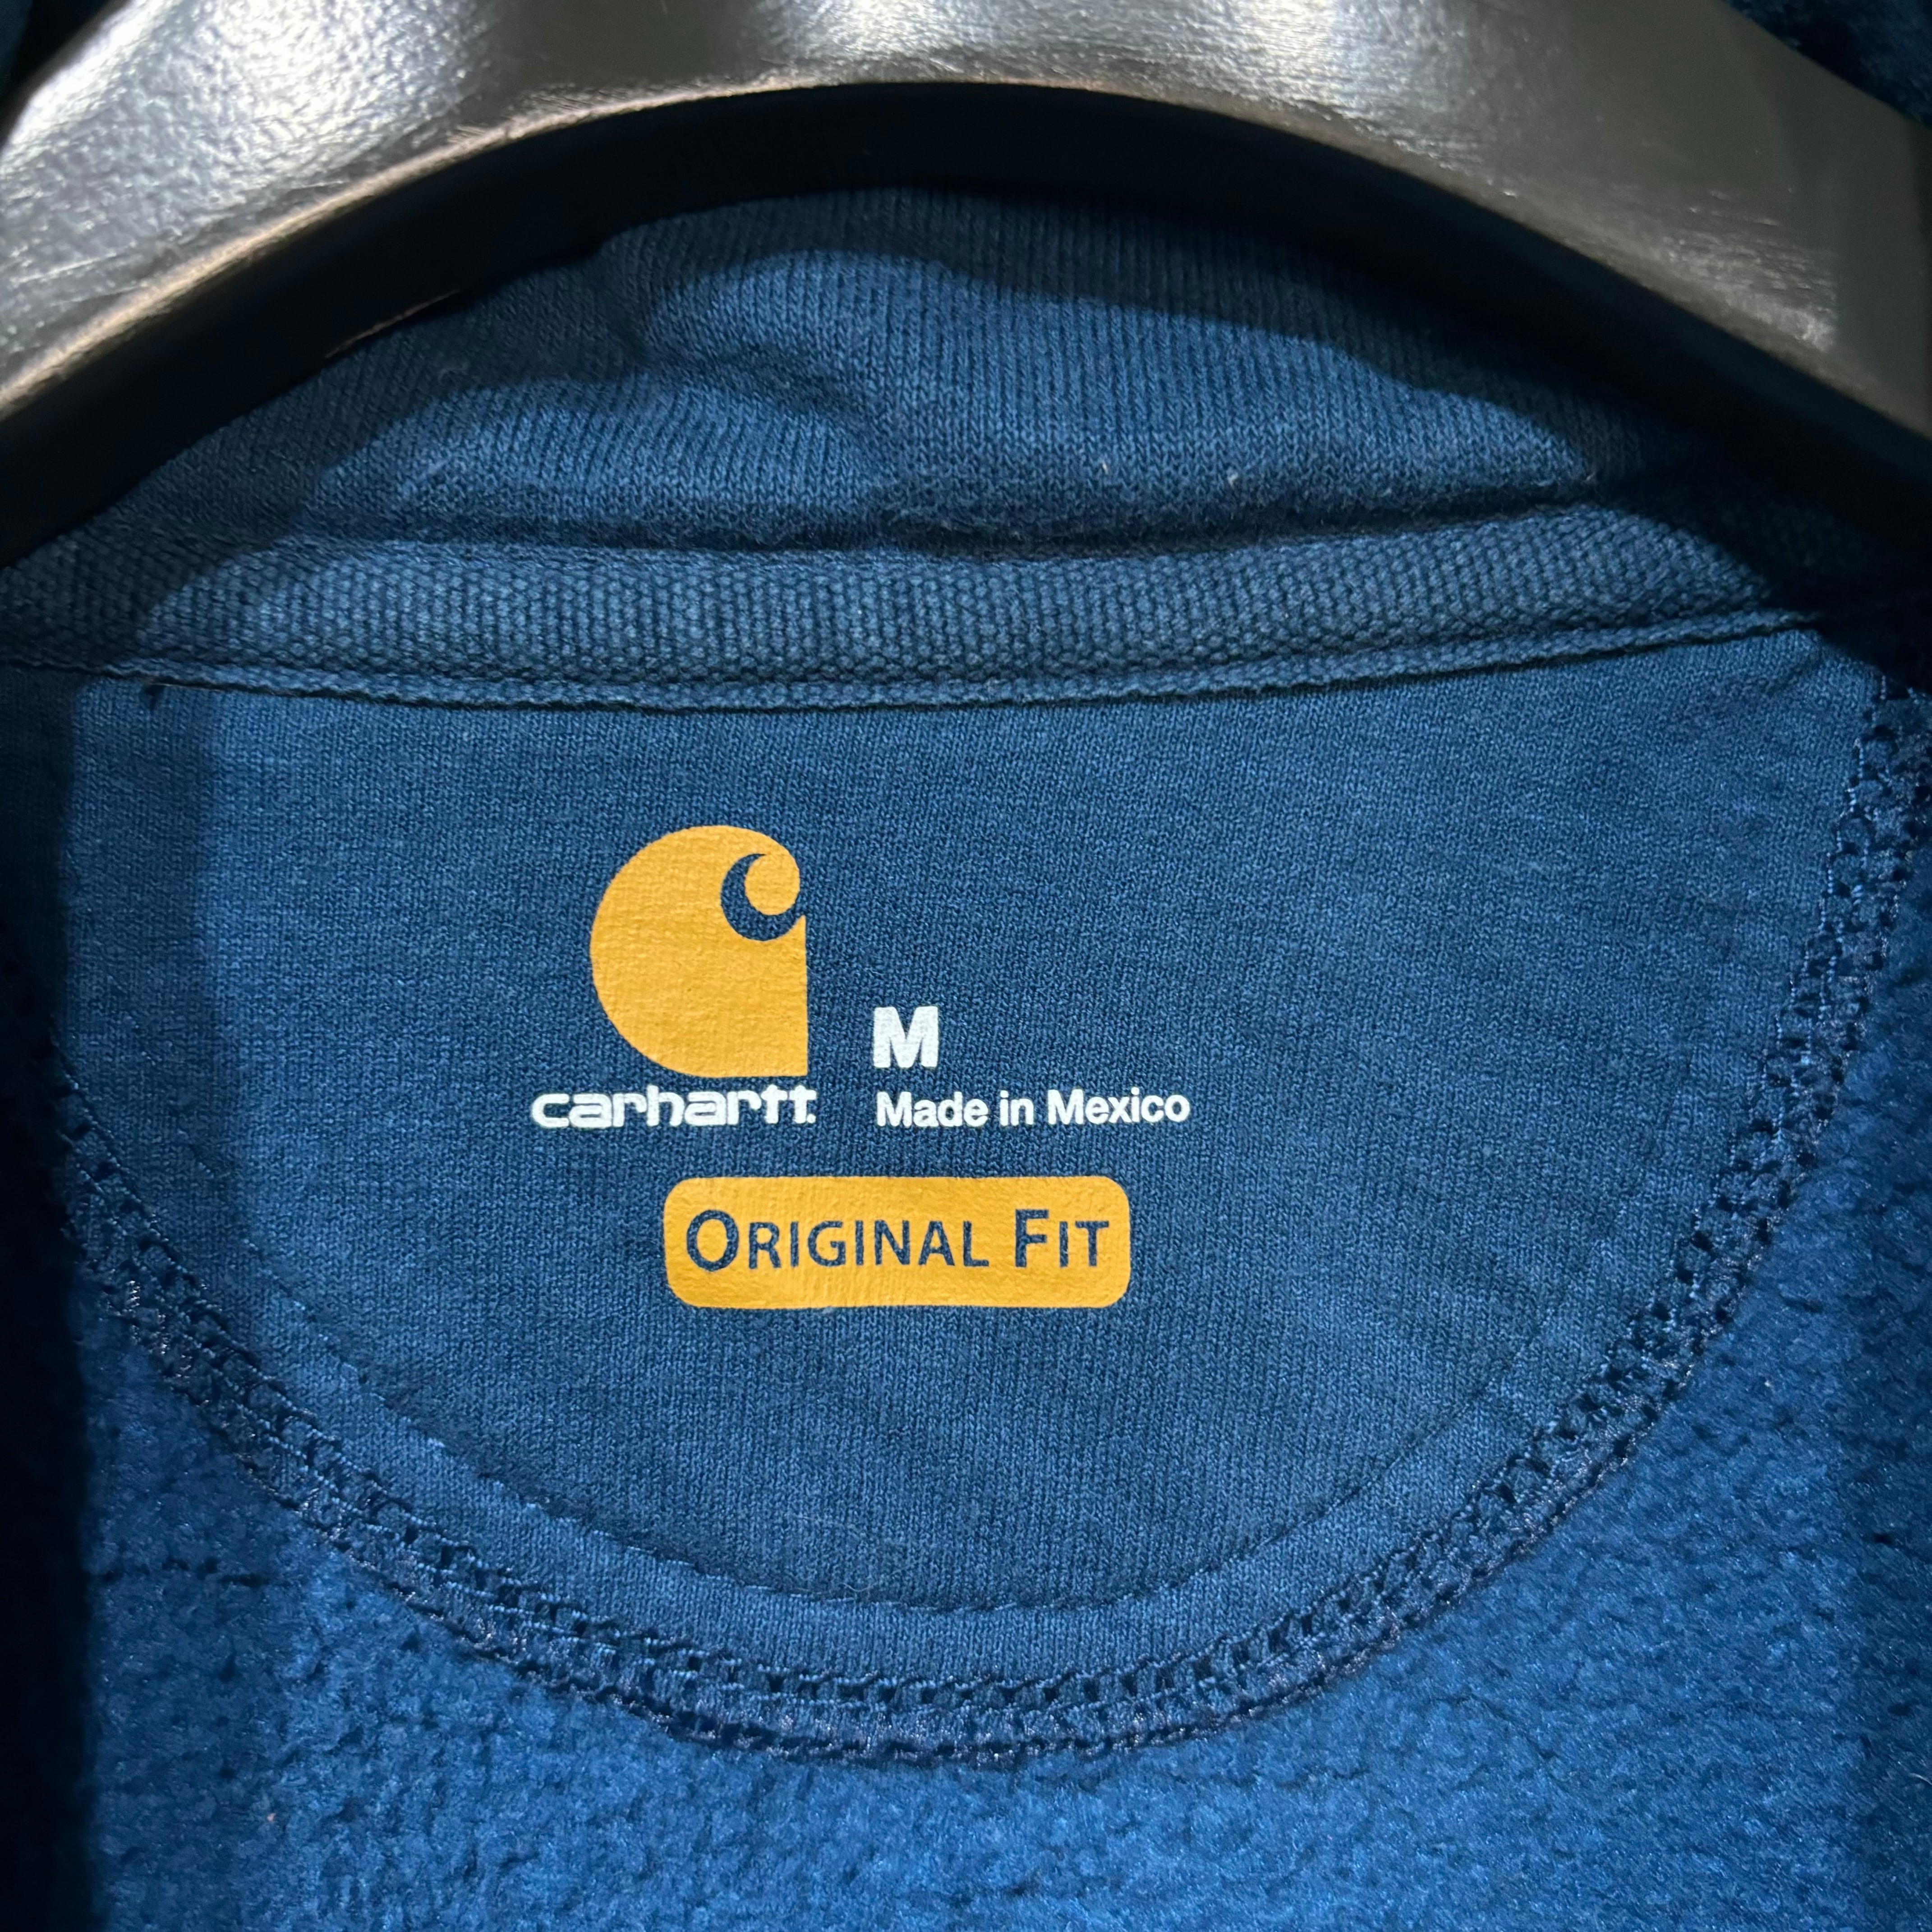 M
carhartt.
Made in Mexico
ORIGINAL FIT